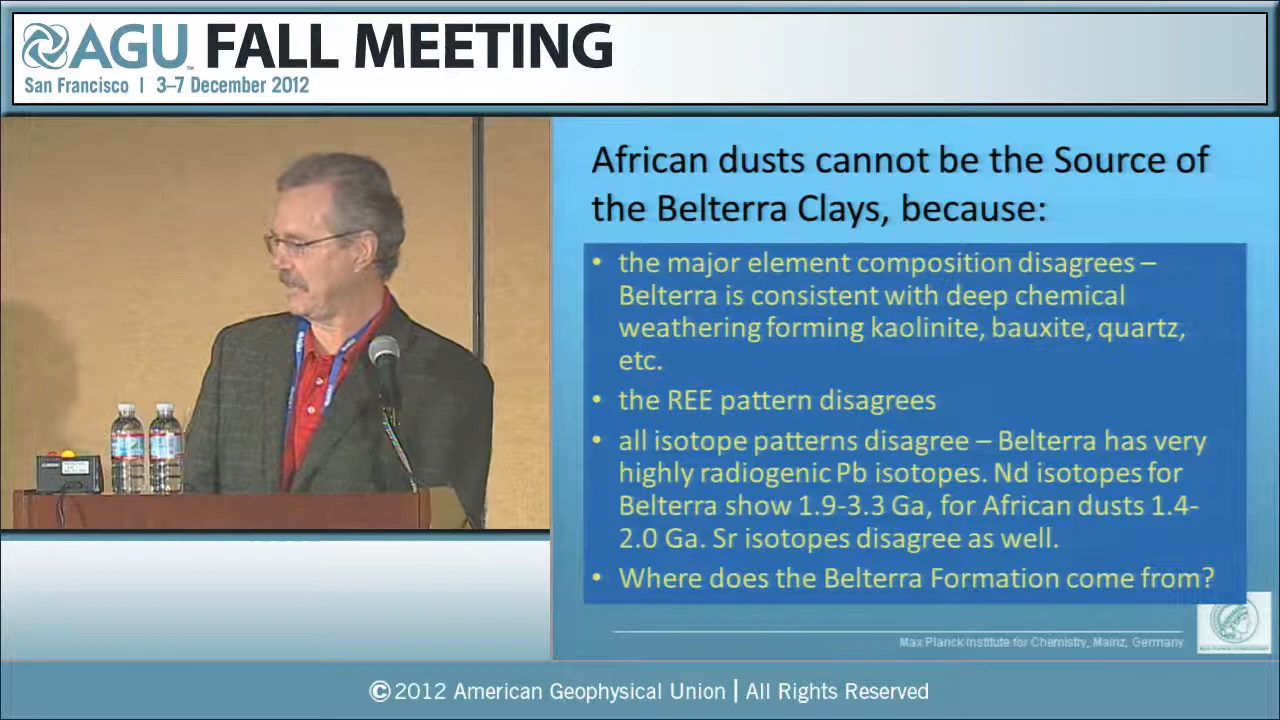 AGU FALL MEETING
San Francisco | 3–7 December 2012
African dusts cannot be the Source of
the Belterra Clays, because:
• the major element composition disagrees –
Belterra is consistent with deep chemical
weathering forming kaolinite, bauxite, quartz,
etc.
• the REE pattern disagrees
• all isotope patterns disagree – Belterra has very
highly radiogenic Pb isotopes. Nd isotopes for
Belterra show 1.9-3.3 Ga, for African dusts 1.4-
2.0 Ga. Sr isotopes disagree as well.
• Where does the Belterra Formation come from?
Max Planck Institute for Chemistry, Mainz, Germany
©2012 American Geophysical Union | All Rights Reserved